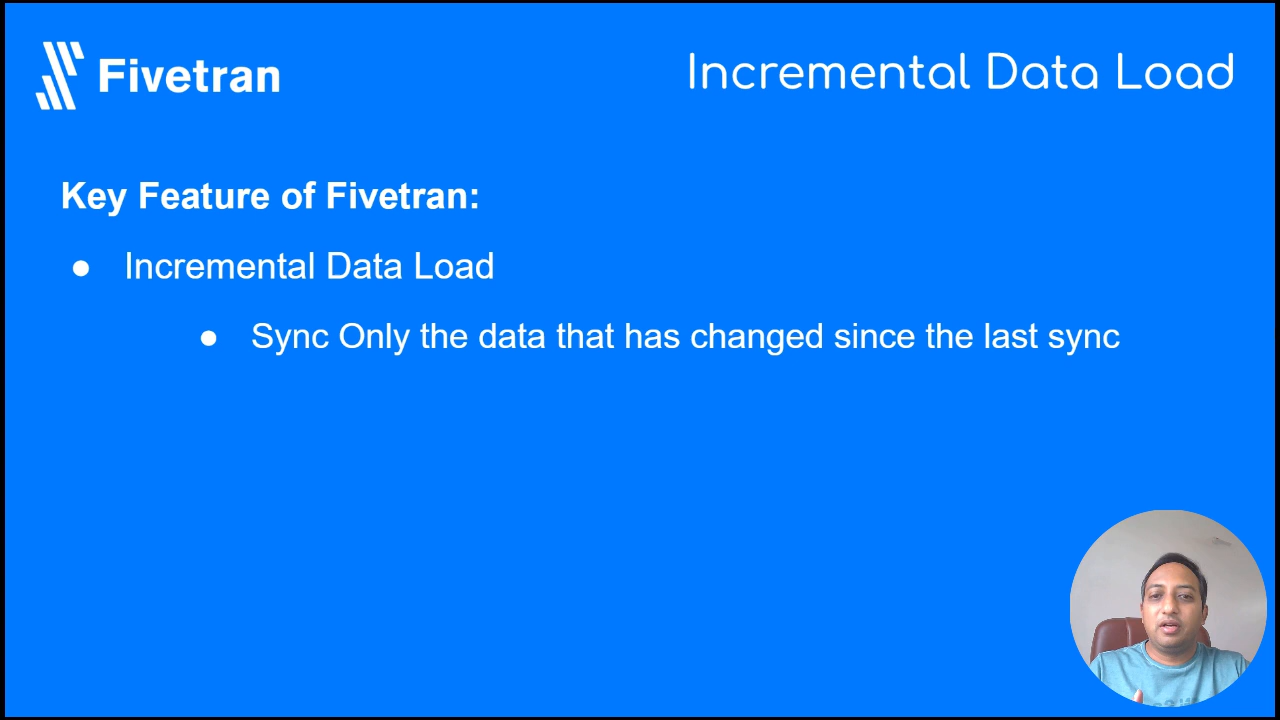 Fivetran
Incremental Data Load
Key Feature of Fivetran:
● Incremental Data Load
● Sync Only the data that has changed since the last sync